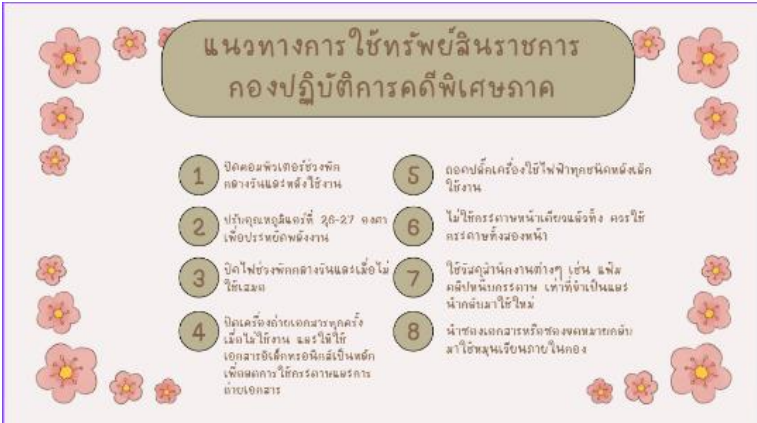 แนวทางการใช้ทรัพย์สินราชการ
กองปฏิบัติการคดีพิเศษภาค
1
ปิดคอมพิวเตอร์ช่วงพัก
กลางวันและหลังใช้งาน
2
ปรับอุณหภูมิแอร์ที่ 26-27 องศา
เพื่อประหยัดพลังงาน
3
ปิดไฟช่วงพักกลางวันและเมื่อไม่
ใช้เสมอ
4
ปิดเครื่องถ่ายเอกสารทุกครั้ง
เมื่อไม่ใช้งาน และให้ใช้
เอกสารอิเล็กทรอนิกส์เป็นหลัก
เพื่อลดการใช้กระดาษและการ
ถ่ายเอกสาร
5
ถอดปลั๊กเครื่องใช้ไฟฟ้าทุกชนิดหลังเลิก
ใช้งาน
6
ไม่ใช้กระดาษหน้าเดียวแล้วทิ้ง ควรใช้
กระดาษทั้งสองหน้า
7
ใช้วัสดุสำนักงานต่างๆ เช่น แฟ้ม
คลิปหนีบกระดาษ เท่าที่จำเป็นและ
นำกลับมาใช้ใหม่
8
นำซองเอกสารหรือซองจดหมายกลับ
มาใช้หมุนเวียนภายในกอง